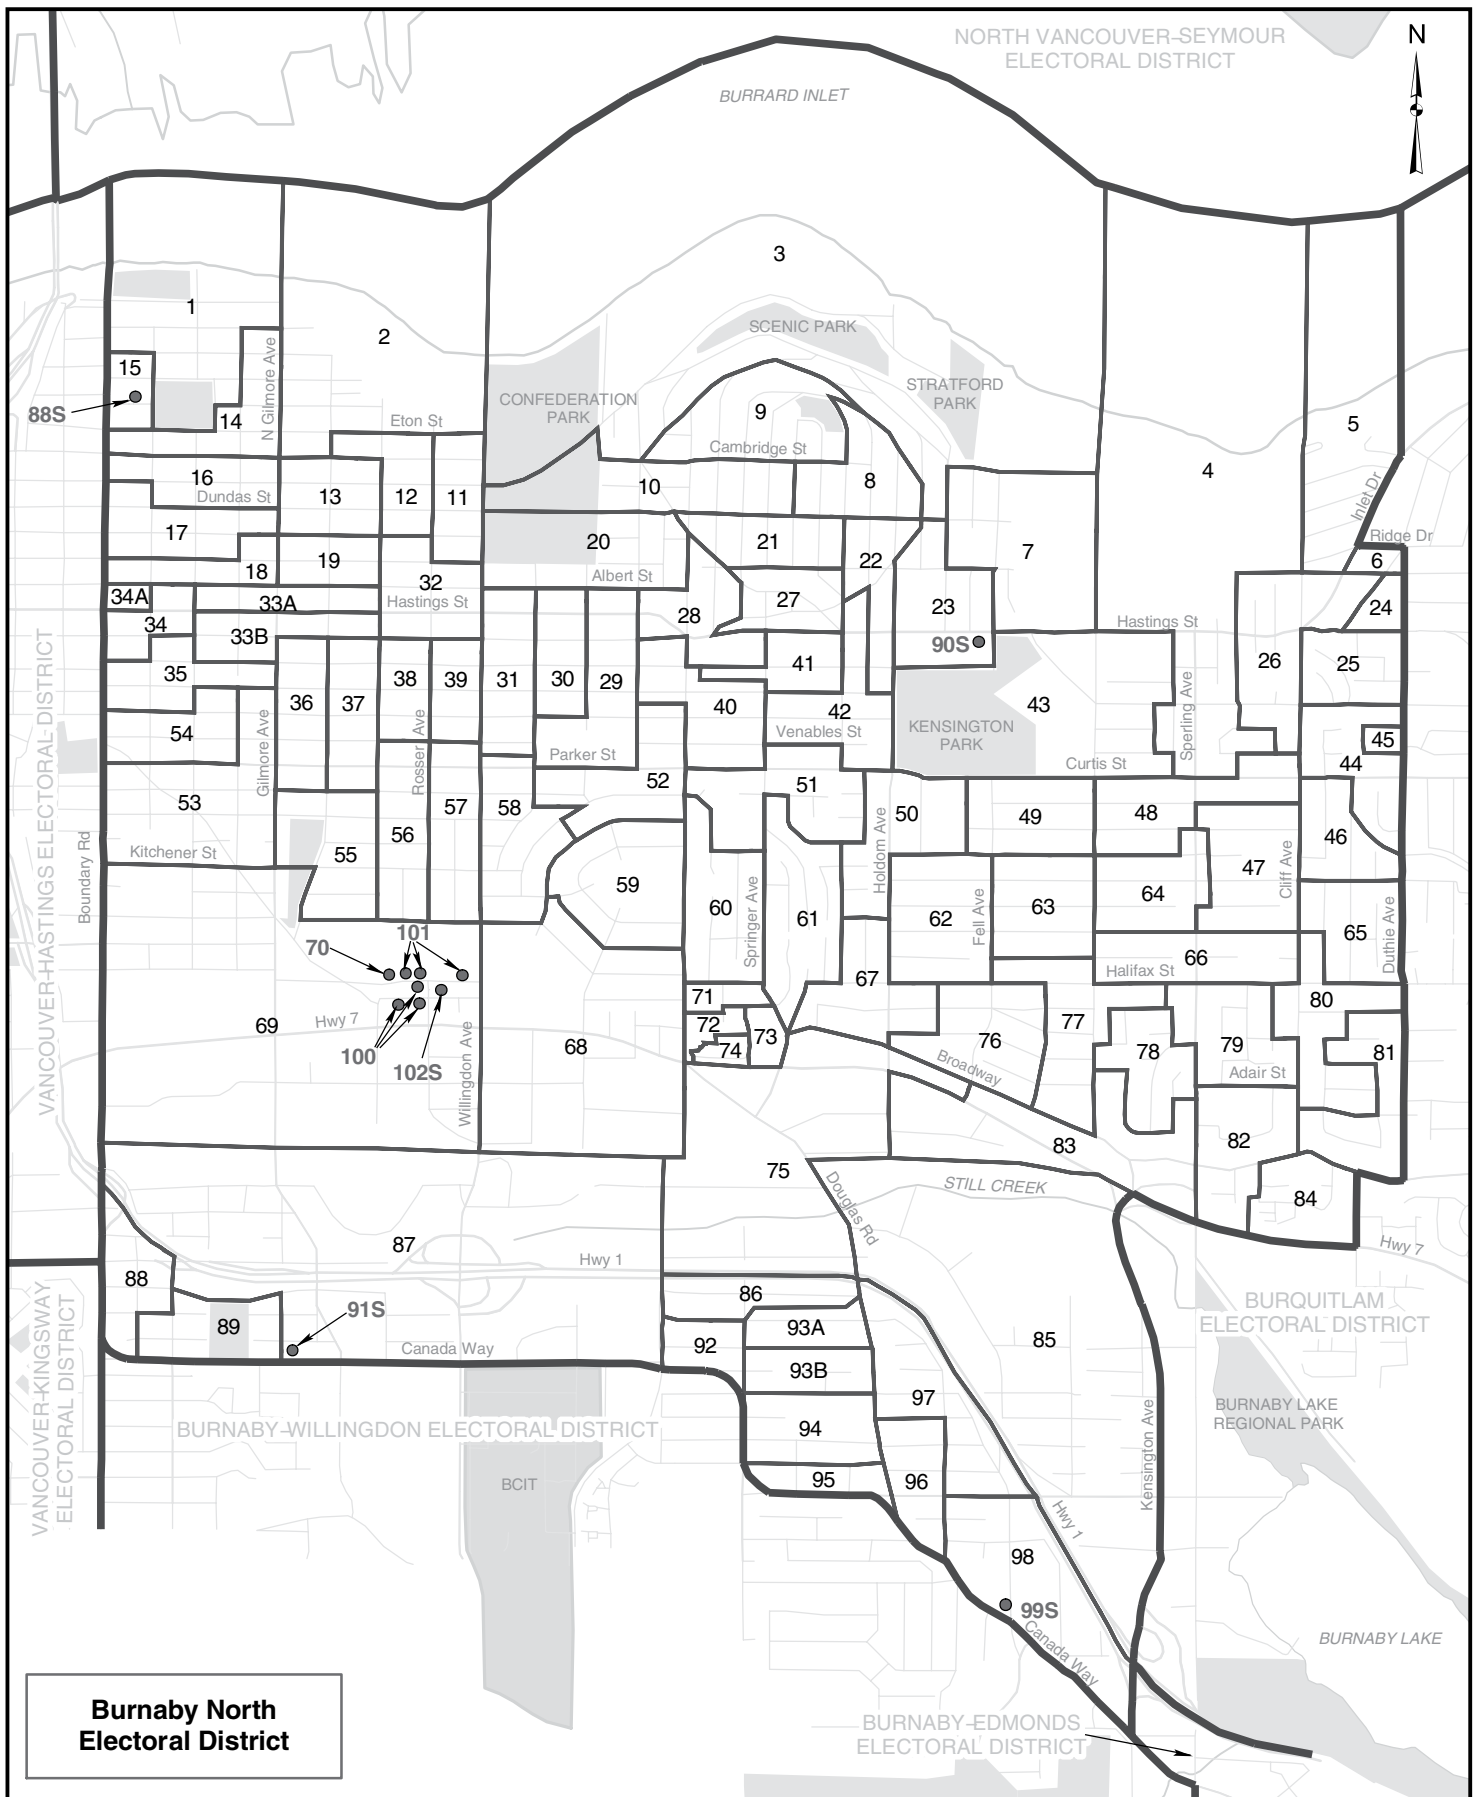 NORTH VANCOUVER–SEYMOUR
ELECTORAL DISTRICT
N
BURRARD INLET
3
1
2
SCENIC PARK
15
88S
14
N Gilmore Ave
Eton St
CONFEDERATION
PARK
STRATFORD
PARK
9
Cambridge St
5
4
16
Dundas St
13
12
11
10
8
Inlet Dr
Ridge Dr
17
18
19
20
21
22
7
6
Albert St
32
Hastings St
34A
33A
34
33B
28
27
23
90S
Hastings St
24
25
26
35
36
37
38
39
31
30
29
41
40
42
Venables St
43
KENSINGTON
PARK
Sperling Ave
54
Gilmore Ave
Rosser Ave
Parker St
Curtis St
45
44
53
52
51
50
49
48
57
58
56
55
Kitchener St
Boundary Rd
VANCOUVER-HASTINGS ELECTORAL DISTRICT
Holdom Ave
46
47
Cliff Ave
59
60
Springer Ave
61
62
Fell Ave
63
64
65
Duthie Ave
66
Halifax St
67
70
101
100
102S
69
Hwy 7
Willingdon Ave
68
71
72
73
74
76
77
78
79
Adair St
80
81
Broadway
82
83
84
75
Douglas Rd
STILL CREEK
Hwy 7
87
Hwy 1
88
89
91S
Canada Way
86
92
93A
93B
94
95
96
97
85
Kensington Ave
BURQUITLAM
ELECTORAL DISTRICT
BURNABY LAKE
REGIONAL PARK
VANCOUVER-KINGSWAY
ELECTORAL DISTRICT
BURNABY–WILLINGDON ELECTORAL DISTRICT
BCIT
Hwy 1
98
99S
Canada Way
BURNABY LAKE
BURNABY–EDMONDS
ELECTORAL DISTRICT
Burnaby North
Electoral District